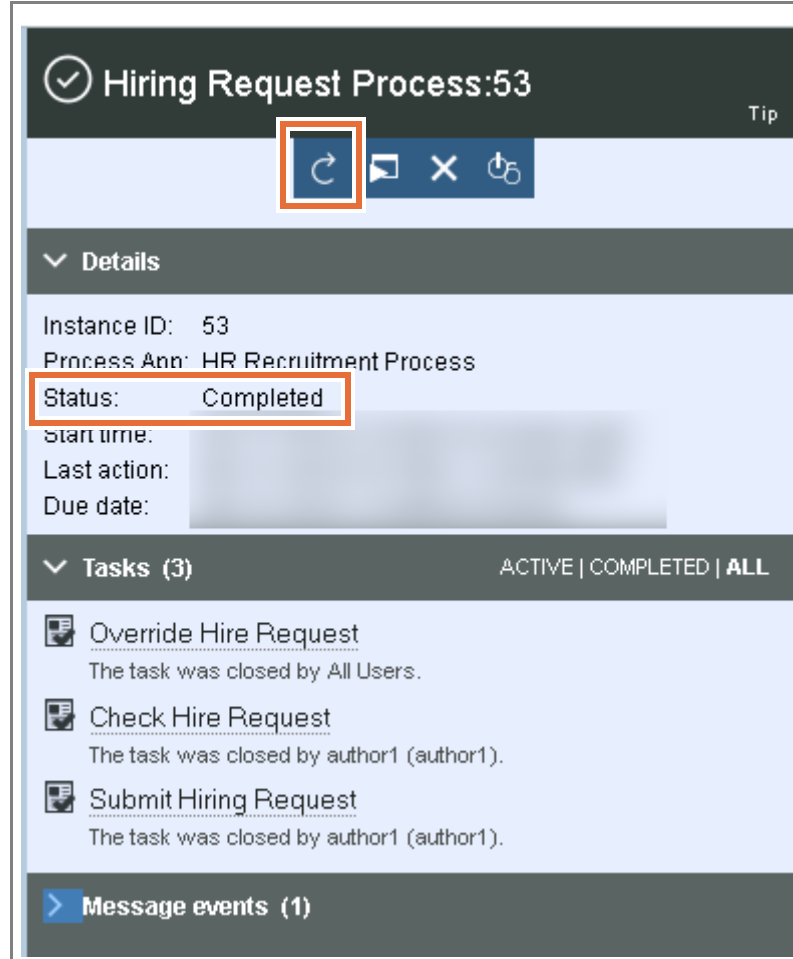 Hiring Request Process:53
Tip
Details
Instance ID: 53
Process App: HR Recruitment Process
Status: Completed
Start time:
Last action:
Due date:
Tasks (3) ACTIVE | COMPLETED | ALL
Override Hire Request
The task was closed by All Users.
Check Hire Request
The task was closed by author1 (author1).
Submit Hiring Request
The task was closed by author1 (author1).
Message events (1)